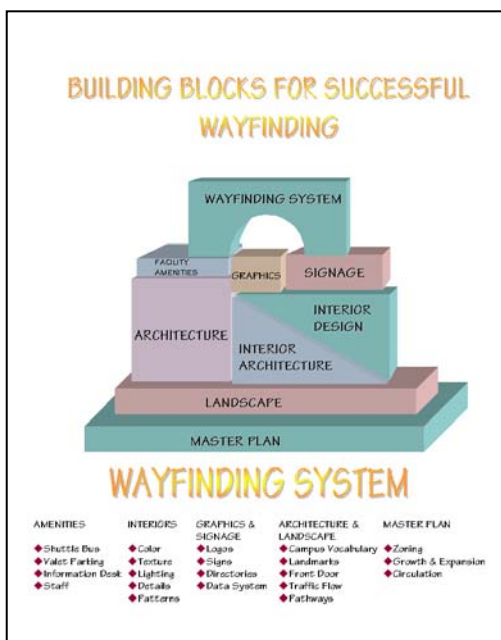 BUILDING BLOCKS FOR SUCCESSFUL
WAYFINDING
WAYFINDING SYSTEM
FACILITY
AMENITIES
GRAPHICS
SIGNAGE
ARCHITECTURE
INTERIOR
DESIGN
INTERIOR
ARCHITECTURE
LANDSCAPE
MASTER PLAN
WAYFINDING SYSTEM
AMENITIES
Shuttle Bus
Valet Parking
Information Desk
Staff
INTERIORS
Color
Texture
Lighting
Details
Patterns
GRAPHICS &
SIGNAGE
Logos
Signs
Directories
Data System
ARCHITECTURE &
LANDSCAPE
Campus Vocabulary
Landmarks
Front Door
Traffic Flow
Pathways
MASTER PLAN
Zoning
Growth & Expansion
Circulation